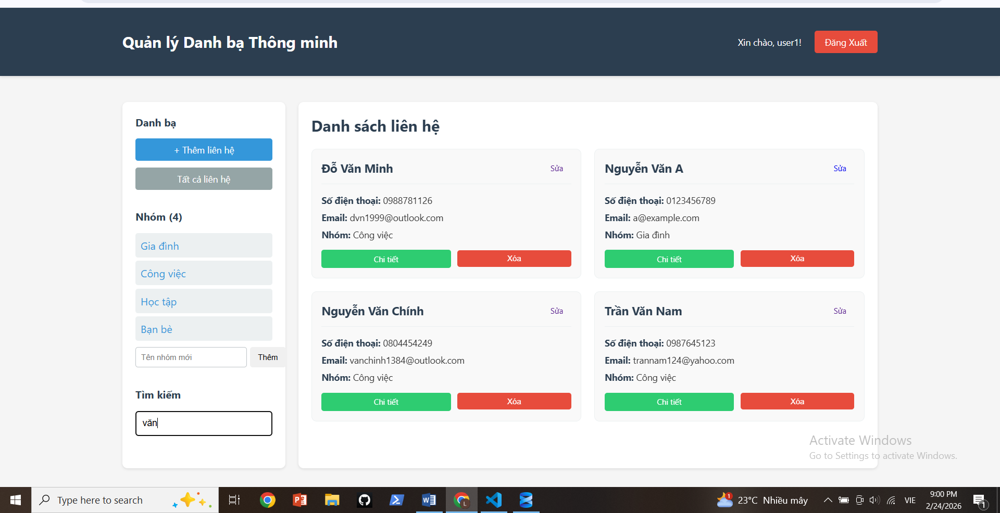 Quản lý Danh bạ Thông minh
Xin chào, user1!
Đăng Xuất
Danh bạ
+ Thêm liên hệ
Tất cả liên hệ
Nhóm (4)
Gia đình
Công việc
Học tập
Bạn bè
Tên nhóm mới
Thêm
Tìm kiếm
văn
Danh sách liên hệ
Đỗ Văn Minh
Sửa
Số điện thoại: 0988781126
Email: dvn1999@outlook.com
Nhóm: Công việc
Chi tiết
Xóa
Nguyễn Văn A
Sửa
Số điện thoại: 0123456789
Email: a@example.com
Nhóm: Gia đình
Chi tiết
Xóa
Nguyễn Văn Chính
Sửa
Số điện thoại: 0804454249
Email: vanchinh1384@outlook.com
Nhóm: Công việc
Chi tiết
Xóa
Trần Văn Nam
Sửa
Số điện thoại: 0987645123
Email: trannam124@yahoo.com
Nhóm: Công việc
Chi tiết
Xóa
Activate Windows
Go to Settings to activate Windows.
Type here to search
1
23°C Nhiều mây
VIE
9:00 PM
2/24/2026
1